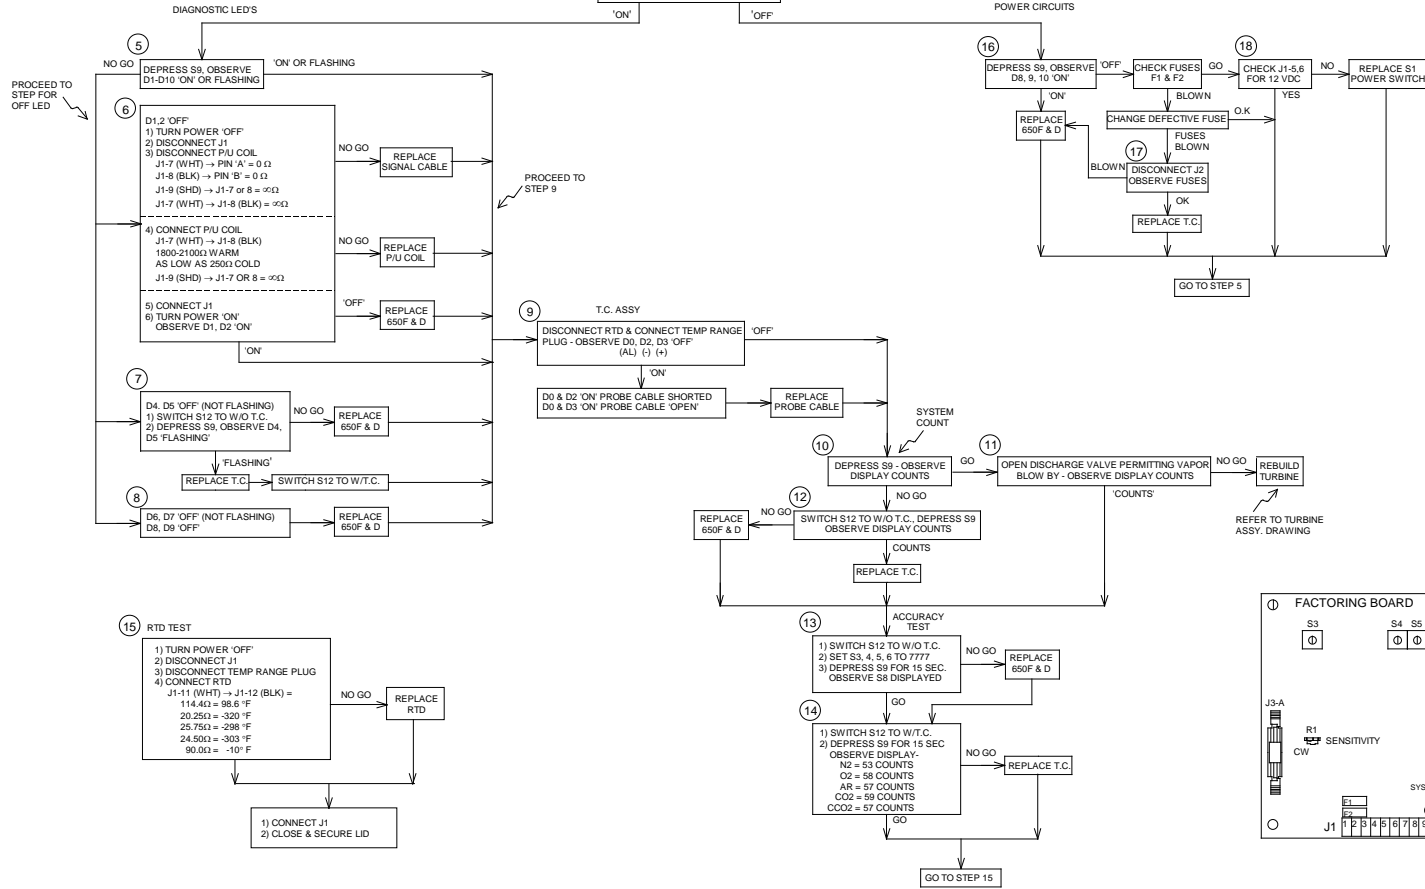 DIAGNOSTIC LED'S
'ON'
'OFF'
POWER CIRCUITS
5
NO GO
DEPRESS S9, OBSERVE
D1-D10 'ON' OR FLASHING
'ON' OR FLASHING
PROCEED TO
STEP FOR
OFF LED
6
D1,2 'OFF'
1) TURN POWER 'OFF'
2) DISCONNECT J1
3) DISCONNECT P/U COIL
J1-7 (WHT) → PIN 'A' = 0 Ω
J1-8 (BLK) → PIN 'B' = 0 Ω
J1-9 (SHD) → J1-7 or 8 = ∞Ω
J1-7 (WHT) → J1-8 (BLK) = ∞Ω
NO GO
REPLACE
SIGNAL CABLE
4) CONNECT P/U COIL
J1-7 (WHT) → J1-8 (BLK)
1800-2100Ω WARM
AS LOW AS 250Ω COLD
J1-9 (SHD) → J1-7 OR 8 = ∞Ω
NO GO
REPLACE
P/U COIL
5) CONNECT J1
6) TURN POWER 'ON'
OBSERVE D1, D2 'ON'
'OFF'
REPLACE
650F & D
'ON'
PROCEED TO
STEP 9
7
D4. D5 'OFF' (NOT FLASHING)
1) SWITCH S12 TO W/O T.C.
2) DEPRESS S9, OBSERVE D4,
D5 'FLASHING'
NO GO
REPLACE
650F & D
'FLASHING'
REPLACE T.C.
SWITCH S12 TO W/T.C.
8
D6, D7 'OFF' (NOT FLASHING)
D8, D9 'OFF'
REPLACE
650F & D
16
DEPRESS S9, OBSERVE
D8, 9, 10 'ON'
'OFF'
CHECK FUSES
F1 & F2
GO
18
CHECK J1-5,6
FOR 12 VDC
NO
REPLACE S1
POWER SWITCH
'ON'
BLOWN
YES
REPLACE
650F & D
CHANGE DEFECTIVE FUSE
O.K
FUSES
BLOWN
17
BLOWN
DISCONNECT J2
OBSERVE FUSES
OK
REPLACE T.C.
GO TO STEP 5
9
T.C. ASSY
DISCONNECT RTD & CONNECT TEMP RANGE
PLUG - OBSERVE D0, D2, D3 'OFF'
(AL) (-) (+)
'OFF'
'ON'
D0 & D2 'ON' PROBE CABLE SHORTED
D0 & D3 'ON' PROBE CABLE 'OPEN'
REPLACE
PROBE CABLE
SYSTEM
COUNT
10
DEPRESS S9 - OBSERVE
DISPLAY COUNTS
GO
11
OPEN DISCHARGE VALVE PERMITTING VAPOR
BLOW BY - OBSERVE DISPLAY COUNTS
NO GO
REBUILD
TURBINE
REFER TO TURBINE
ASSY. DRAWING
'COUNTS'
NO GO
12
SWITCH S12 TO W/O T.C., DEPRESS S9
OBSERVE DISPLAY COUNTS
NO GO
REPLACE
650F & D
COUNTS
REPLACE T.C.
ACCURACY
TEST
13
1) SWITCH S12 TO W/O T.C.
2) SET S3, 4, 5, 6 TO 7777
3) DEPRESS S9 FOR 15 SEC.
OBSERVE S8 DISPLAYED
NO GO
REPLACE
650F & D
GO
14
1) SWITCH S12 TO W/T.C.
2) DEPRESS S9 FOR 15 SEC
OBSERVE DISPLAY-
N2 = 53 COUNTS
O2 = 58 COUNTS
AR = 57 COUNTS
CO2 = 59 COUNTS
CCO2 = 57 COUNTS
NO GO
REPLACE T.C.
GO
GO TO STEP 15
15
RTD TEST
1) TURN POWER 'OFF'
2) DISCONNECT J1
3) DISCONNECT TEMP RANGE PLUG
4) CONNECT RTD
J1-11 (WHT) → J1-12 (BLK) =
114.4Ω = 98.6 °F
20.25Ω = -320 °F
25.75Ω = -298 °F
24.50Ω = -303 °F
90.0Ω = -10° F
NO GO
REPLACE
RTD
1) CONNECT J1
2) CLOSE & SECURE LID
FACTORING BOARD
S3
S4 S5
J3-A
R1
SENSITIVITY
CW
SYS
F1
F2
J1
1 2 3 4 5 6 7 8 9